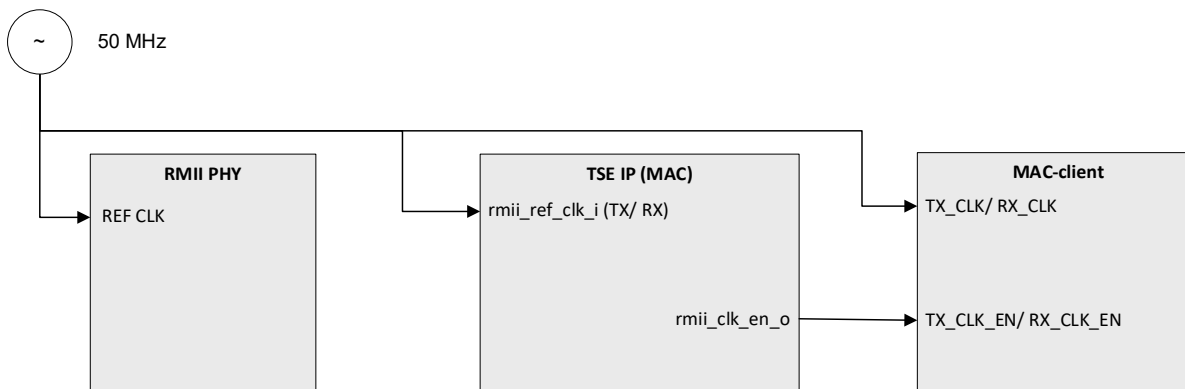 ~
50 MHz
RMII PHY
REF CLK
TSE IP (MAC)
rmii_ref_clk_i (TX/ RX)
rmii_clk_en_o
MAC-client
TX_CLK/ RX_CLK
TX_CLK_EN/ RX_CLK_EN